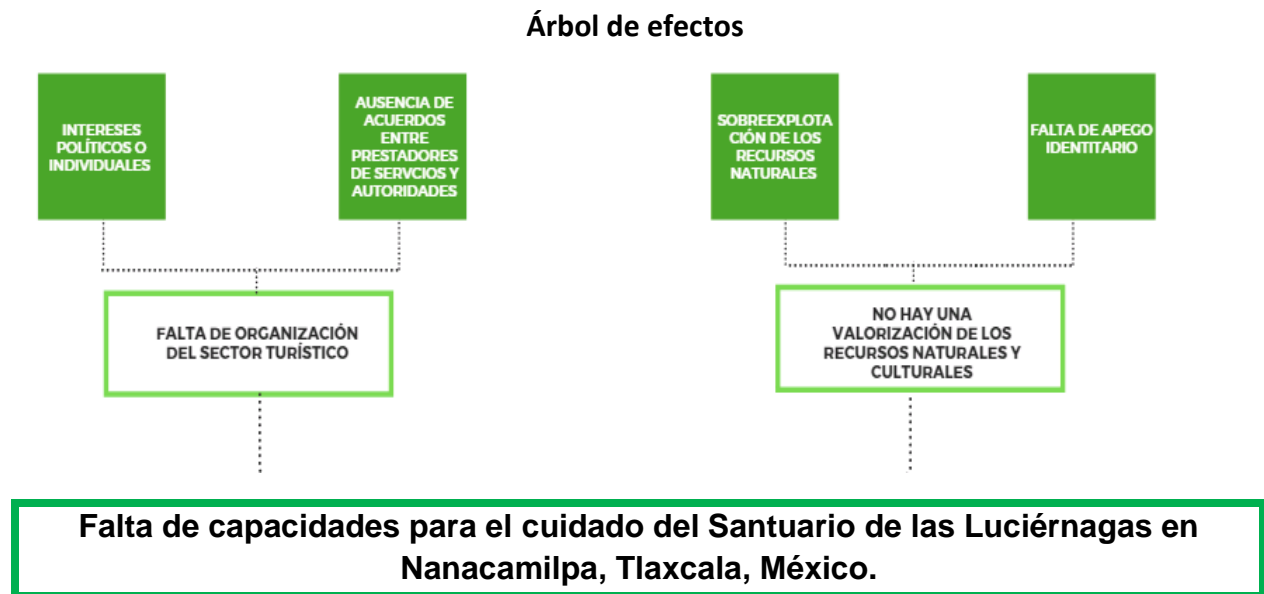 Árbol de efectos
INTERESES
POLÍTICOS O
INDIVIDUALES
AUSENCIA DE
ACUERDOS
ENTRE
PRESTADORES
DE SERVCIOS Y
AUTORIDADES
SOBREEXPLOTA
CIÓN DE LOS
RECURSOS
NATURALES
FALTA DE APEGO
IDENTITARIO
FALTA DE ORGANIZACIÓN
DEL SECTOR TURÍSTICO
NO HAY UNA
VALORIZACIÓN DE LOS
RECURSOS NATURALES Y
CULTURALES
Falta de capacidades para el cuidado del Santuario de las Luciérnagas en
Nanacamilpa, Tlaxcala, México.